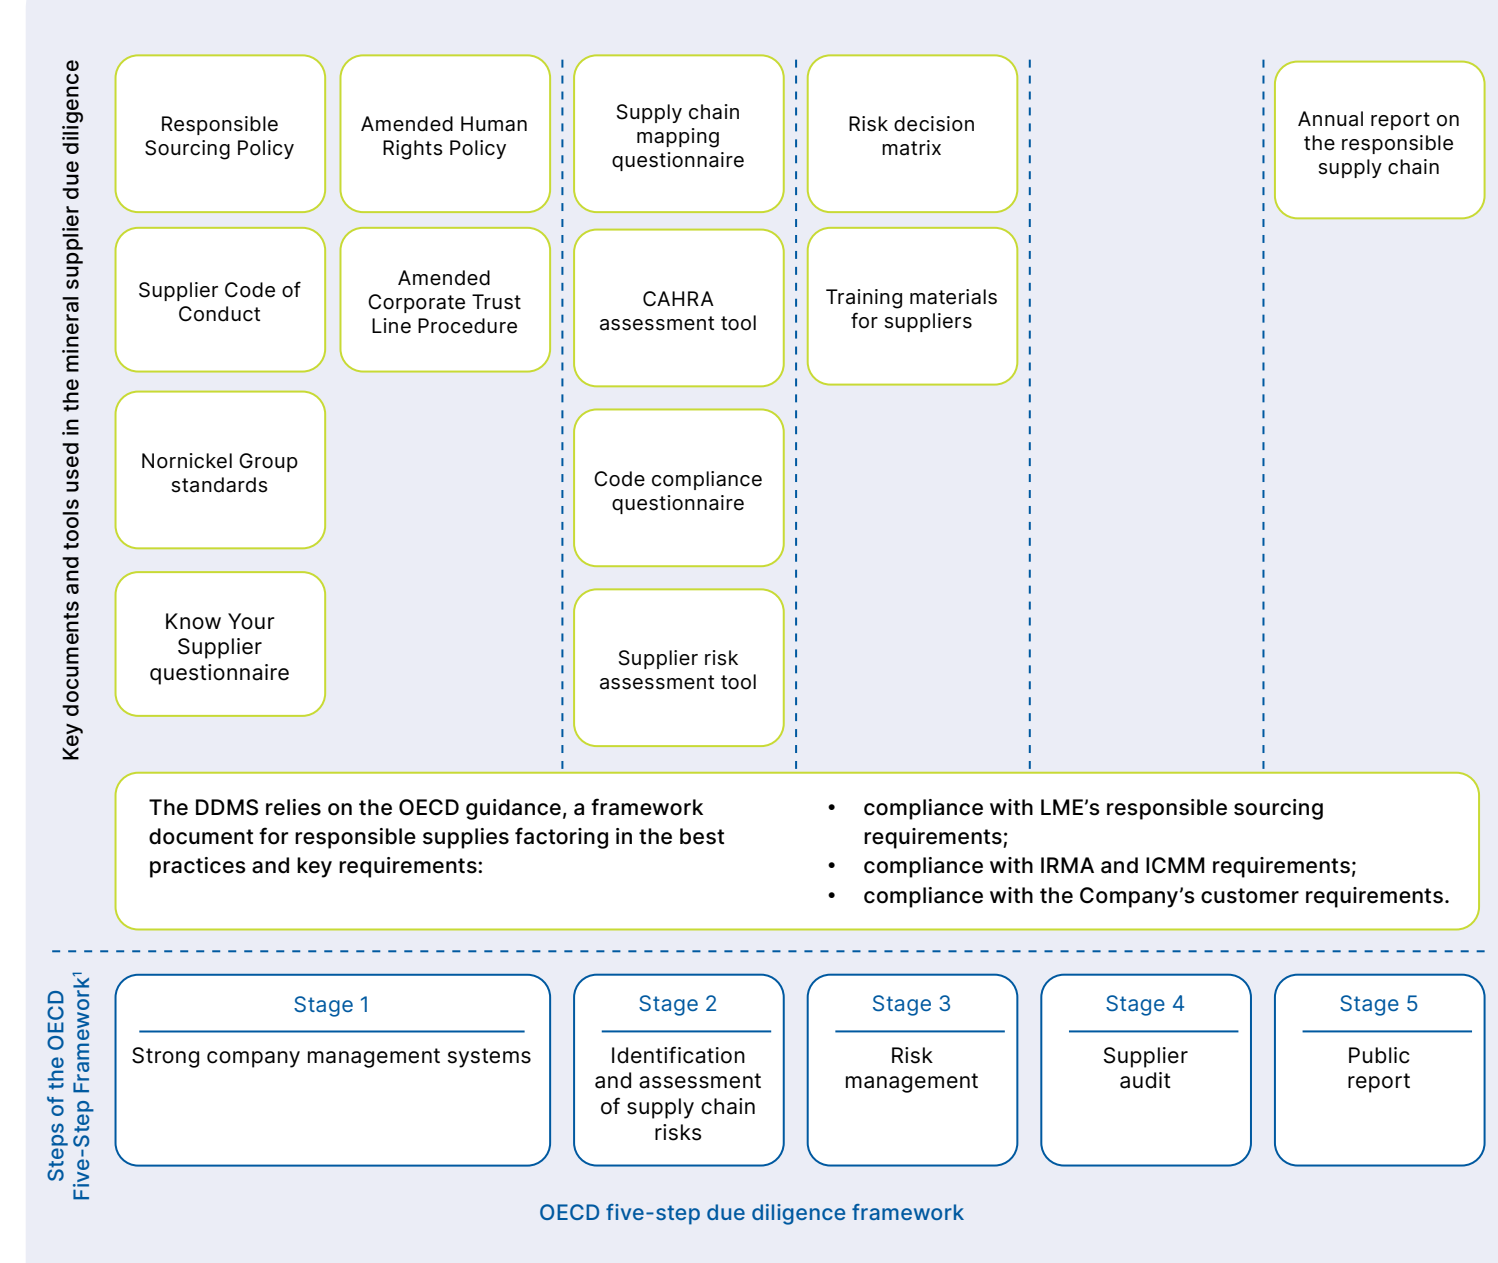 Key documents and tools used in the mineral supplier due diligence
Responsible
Sourcing Policy
Amended Human
Rights Policy
Supply chain
mapping
questionnaire
Risk decision
matrix
Annual report on
the responsible
supply chain
Supplier Code of
Conduct
Amended
Corporate Trust
Line Procedure
CAHRA
assessment tool
Training materials
for suppliers
Nornickel Group
standards
Code compliance
questionnaire
Know Your
Supplier
questionnaire
Supplier risk
assessment tool
The DDMS relies on the OECD guidance, a framework
document for responsible supplies factoring in the best
practices and key requirements:
• compliance with LME’s responsible sourcing
requirements;
• compliance with IRMA and ICMM requirements;
• compliance with the Company’s customer requirements.
Steps of the OECD
Five-Step Framework¹
Stage 1
Strong company management systems
Stage 2
Identification
and assessment
of supply chain
risks
Stage 3
Risk
management
Stage 4
Supplier
audit
Stage 5
Public
report
OECD five-step due diligence framework